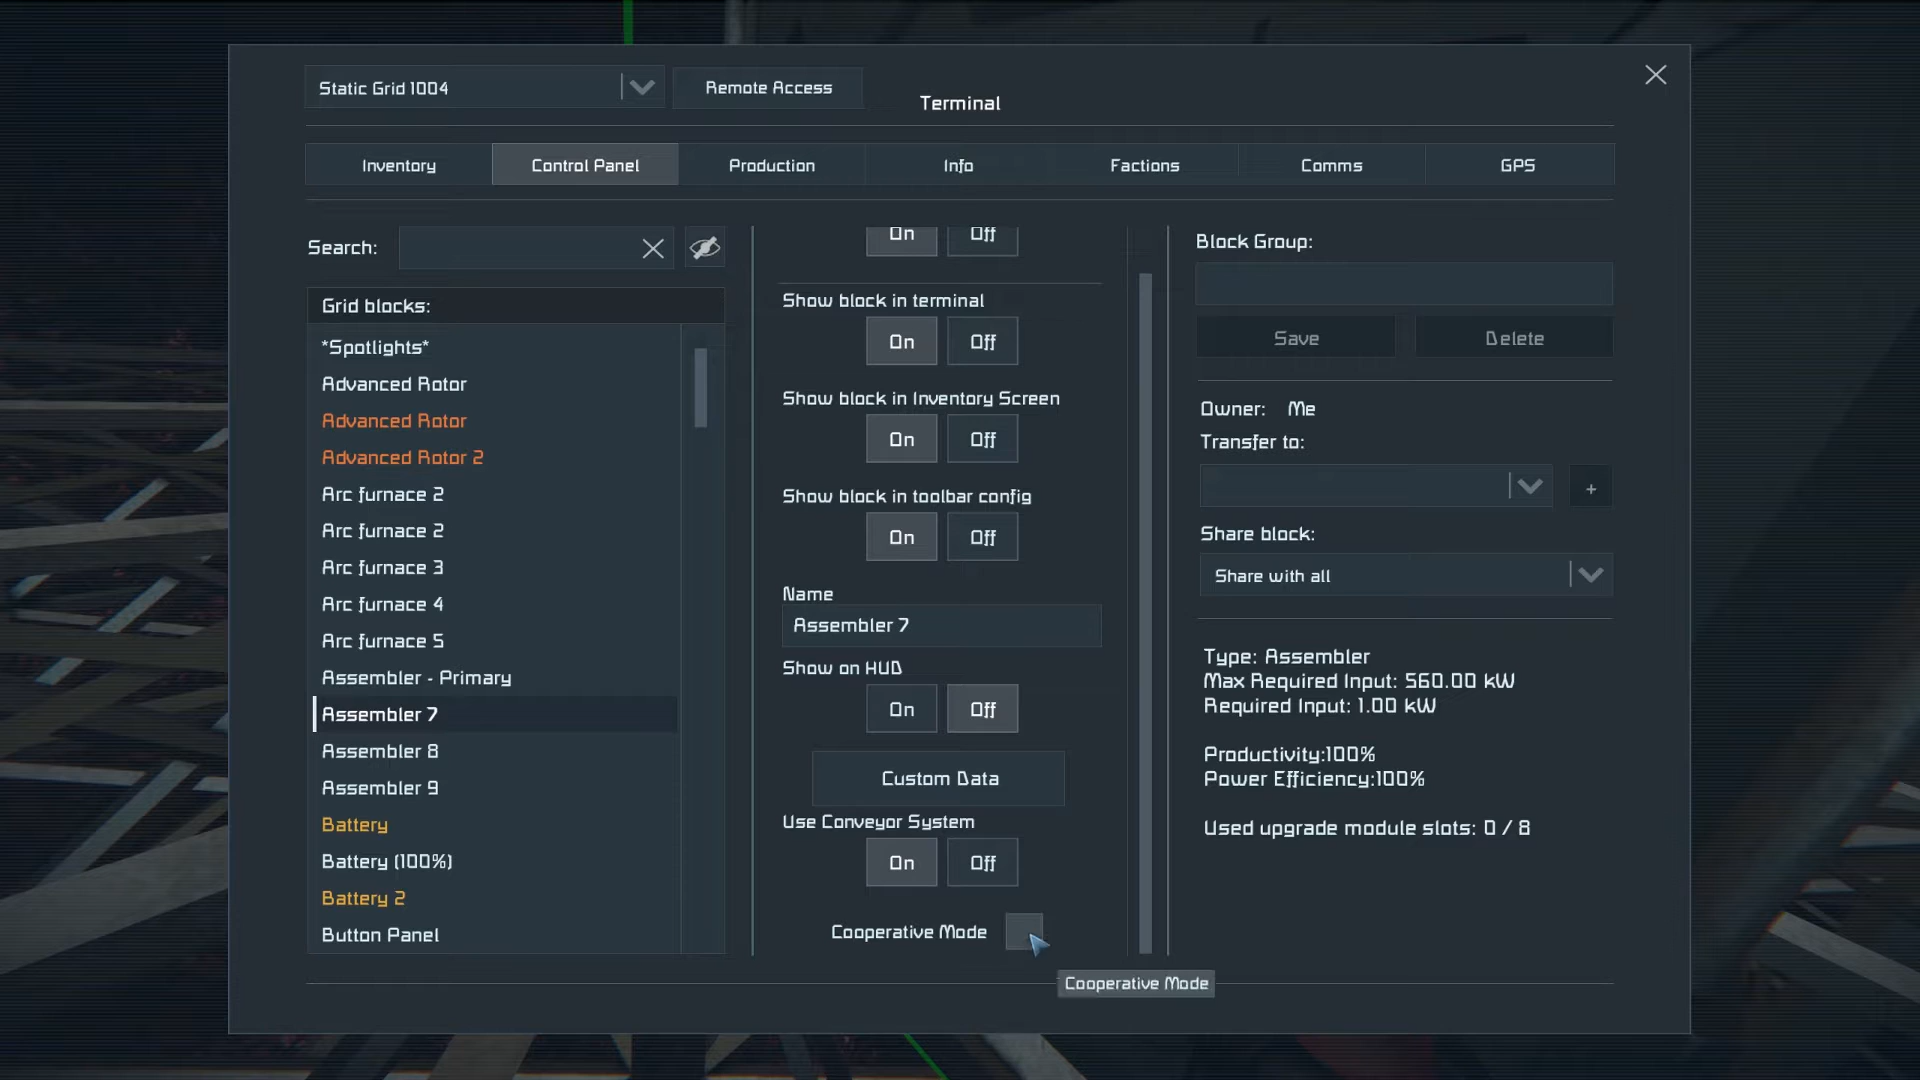 Static Grid 1004
Remote Access
Terminal
Inventory
Control Panel
Production
Info
Factions
Comms
GPS
Search:
Grid blocks:
*Spotlights*
Advanced Rotor
Advanced Rotor
Advanced Rotor 2
Arc furnace 2
Arc furnace 2
Arc furnace 3
Arc furnace 4
Arc furnace 5
Assembler - Primary
Assembler 7
Assembler 8
Assembler 9
Battery
Battery (100%)
Battery 2
Button Panel
On Off
Show block in terminal
On Off
Show block in Inventory Screen
On Off
Show block in toolbar config
On Off
Name
Assembler 7
Show on HUD
On Off
Custom Data
Use Conveyor System
On Off
Cooperative Mode
Cooperative Mode
Block Group:
Save Delete
Owner: Me
Transfer to:
+
Share block:
Share with all
Type: Assembler
Max Required Input: 560.00 kW
Required Input: 1.00 kW
Productivity:100%
Power Efficiency:100%
Used upgrade module slots: 0 / 8